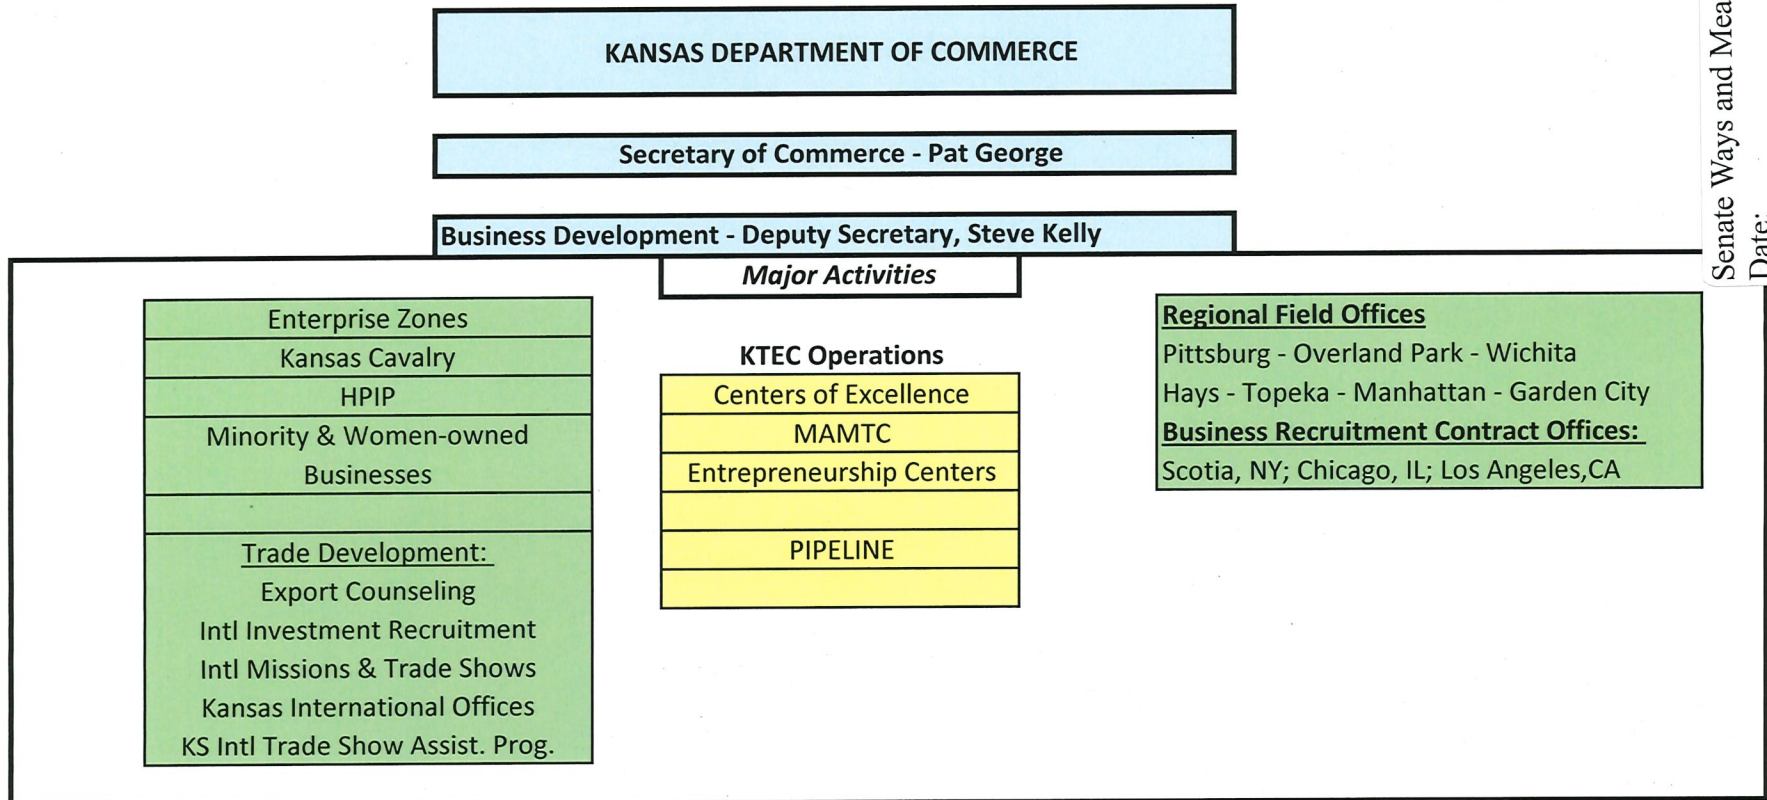 KANSAS DEPARTMENT OF COMMERCE
Secretary of Commerce - Pat George
Business Development - Deputy Secretary, Steve Kelly
Major Activities
Enterprise Zones
Kansas Cavalry
HPIP
Minority & Women-owned
Businesses
Trade Development:
Export Counseling
Intl Investment Recruitment
Intl Missions & Trade Shows
Kansas International Offices
KS Intl Trade Show Assist. Prog.
KTEC Operations
Centers of Excellence
MAMTC
Entrepreneurship Centers
PIPELINE
Regional Field Offices
Pittsburg - Overland Park - Wichita
Hays - Topeka - Manhattan - Garden City
Business Recruitment Contract Offices:
Scotia, NY; Chicago, IL; Los Angeles,CA
Senate Ways and Mea
Date: